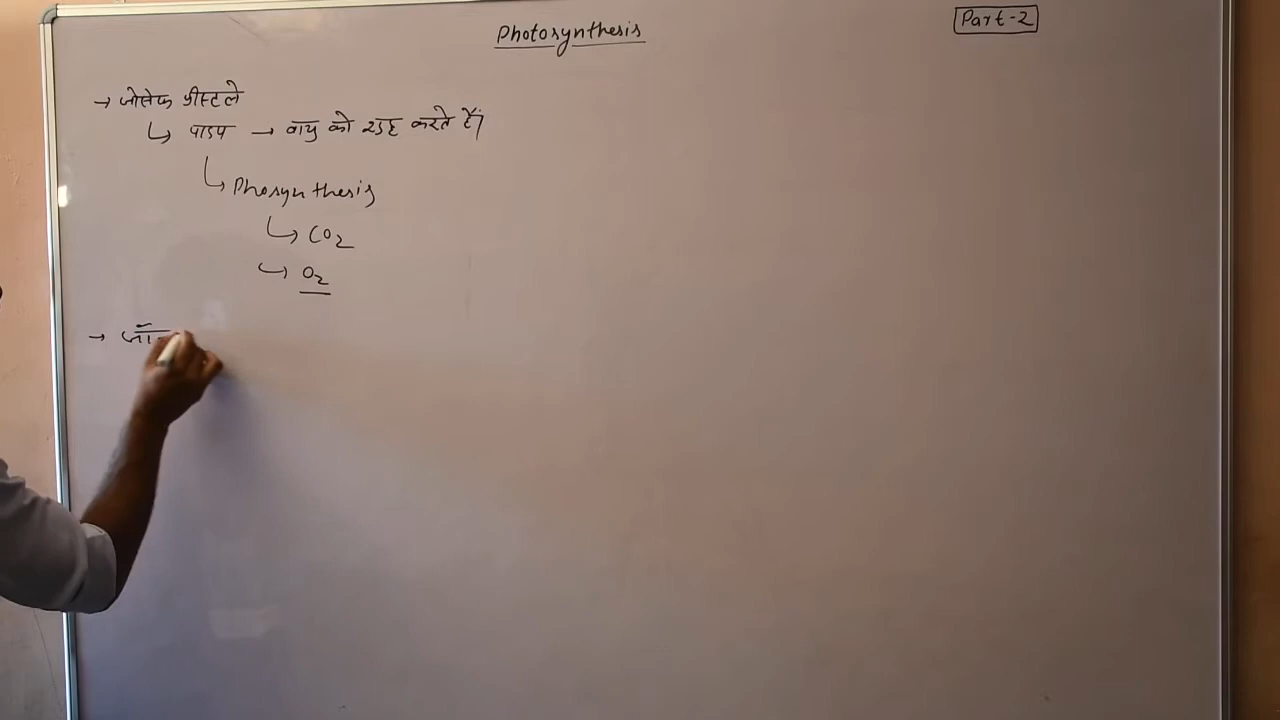 Photosynthesis
Part-2
→ जोसेफ प्रीस्टले
↳ पादप → वायु को शुद्ध करते हैं।
↳ Phosynthesis
↳ CO₂
↳ O₂
→ जॉन